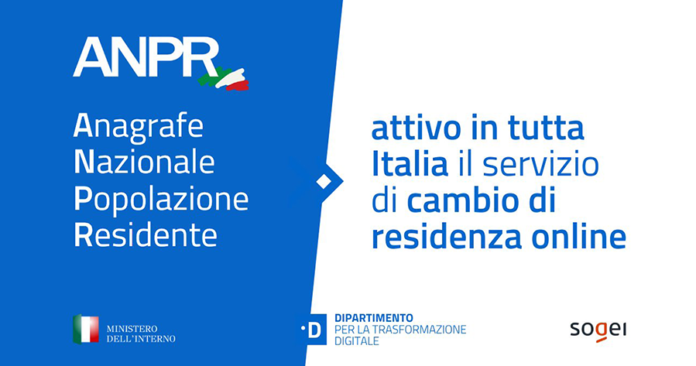 ANPR
Anagrafe
Nazionale
Popolazione
Residente
attivo in tutta
Italia il servizio
di cambio di
residenza online
MINISTERO
DELL'INTERNO
·D
DIPARTIMENTO
PER LA TRASFORMAZIONE
DIGITALE
sogei